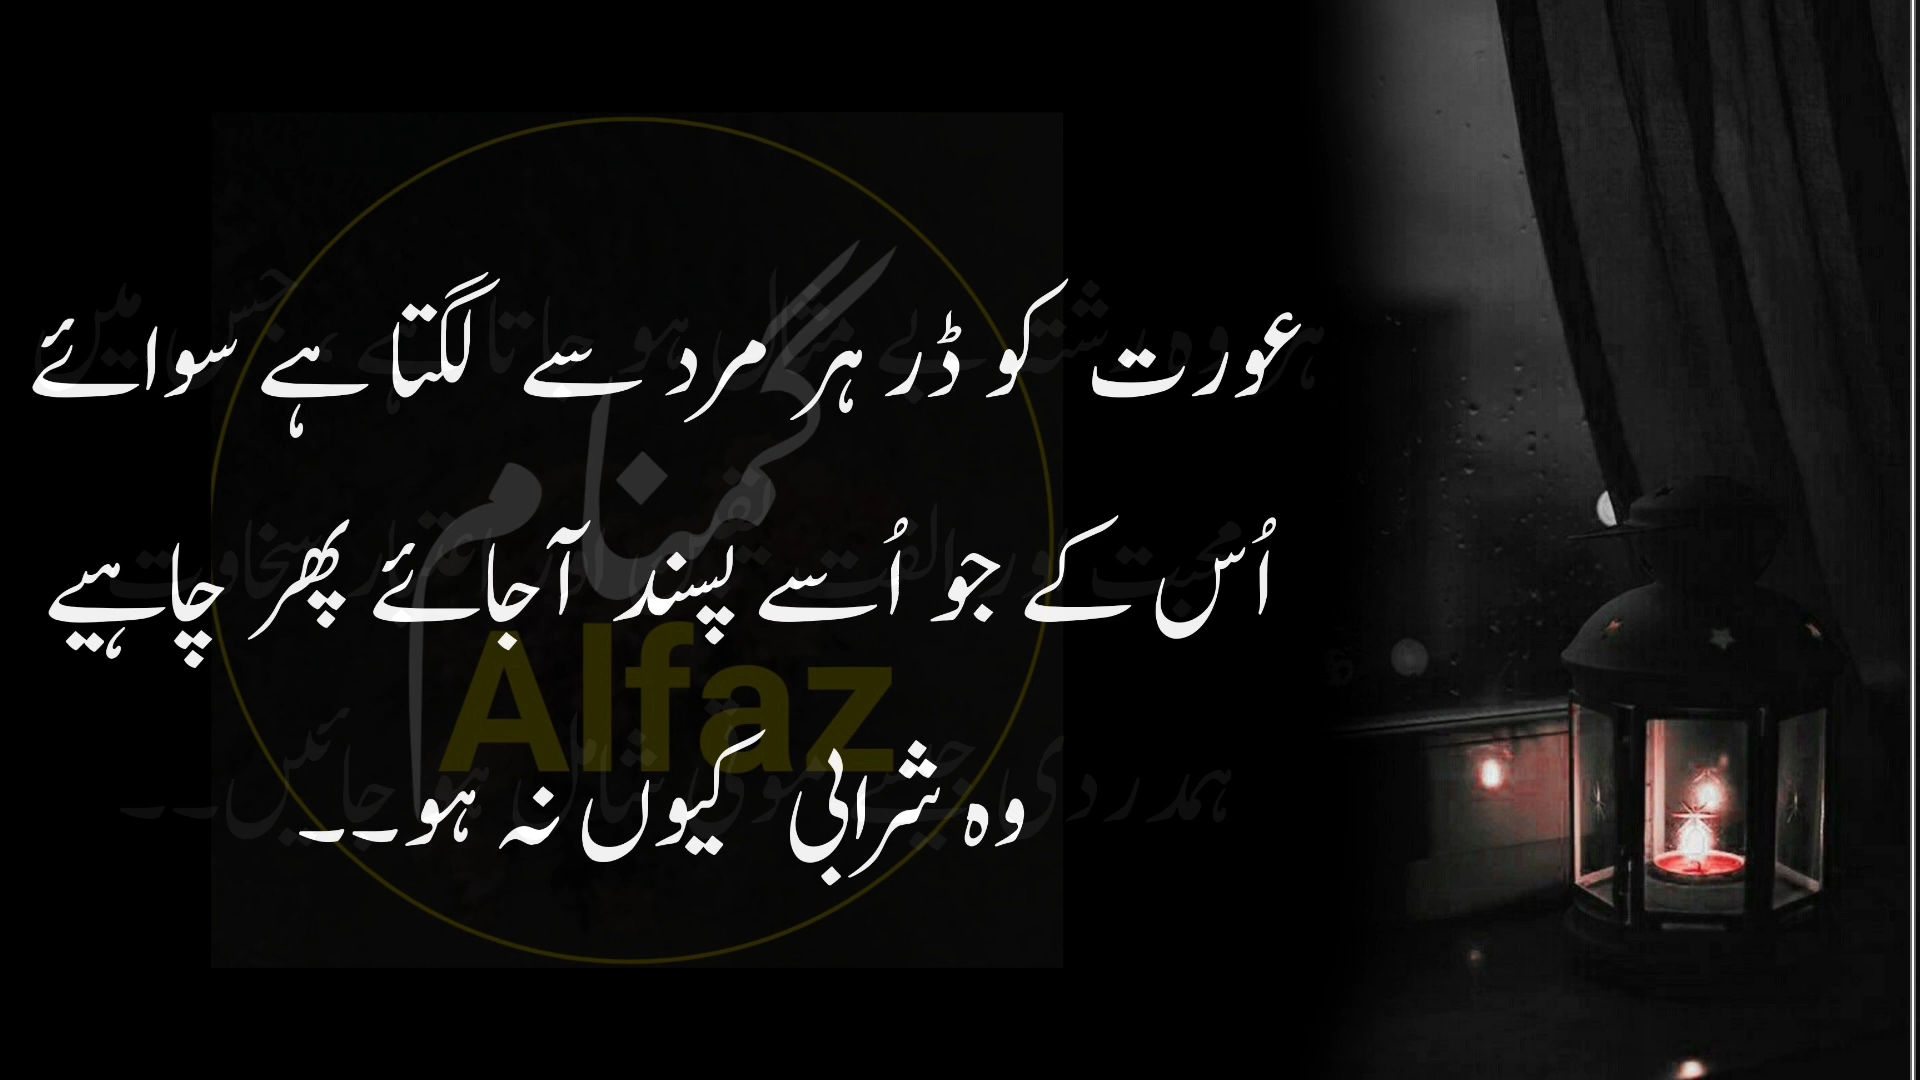 عورت کو ڈر ہر مرد سے لگتا ہے سوائے
اُس کے جو اُسے پسند آجائے پھر چاہیے
وہ شرابی کیوں نہ ہو۔۔
گمنام
Alfaz